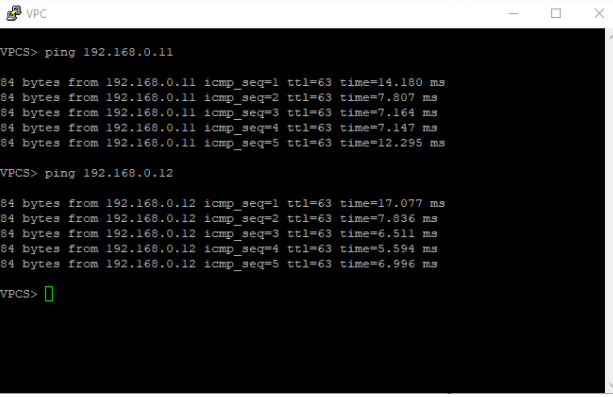 VPC
VPCS> ping 192.168.0.11
84 bytes from 192.168.0.11 icmp_seq=1 ttl=63 time=14.180 ms
84 bytes from 192.168.0.11 icmp_seq=2 ttl=63 time=7.807 ms
84 bytes from 192.168.0.11 icmp_seq=3 ttl=63 time=7.164 ms
84 bytes from 192.168.0.11 icmp_seq=4 ttl=63 time=7.147 ms
84 bytes from 192.168.0.11 icmp_seq=5 ttl=63 time=12.295 ms
VPCS> ping 192.168.0.12
84 bytes from 192.168.0.12 icmp_seq=1 ttl=63 time=17.077 ms
84 bytes from 192.168.0.12 icmp_seq=2 ttl=63 time=7.836 ms
84 bytes from 192.168.0.12 icmp_seq=3 ttl=63 time=6.511 ms
84 bytes from 192.168.0.12 icmp_seq=4 ttl=63 time=5.594 ms
84 bytes from 192.168.0.12 icmp_seq=5 ttl=63 time=6.996 ms
VPCS>